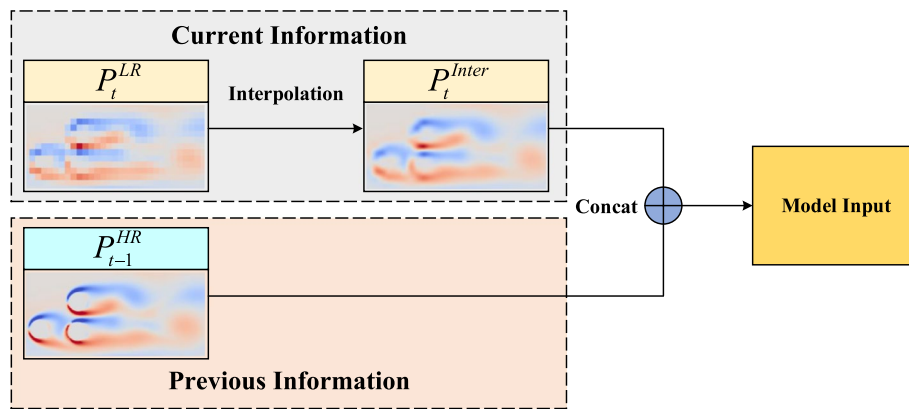 Current Information
P_t^{LR}
Interpolation
P_t^{Inter}
Concat
Model Input
P_{t-1}^{HR}
Previous Information